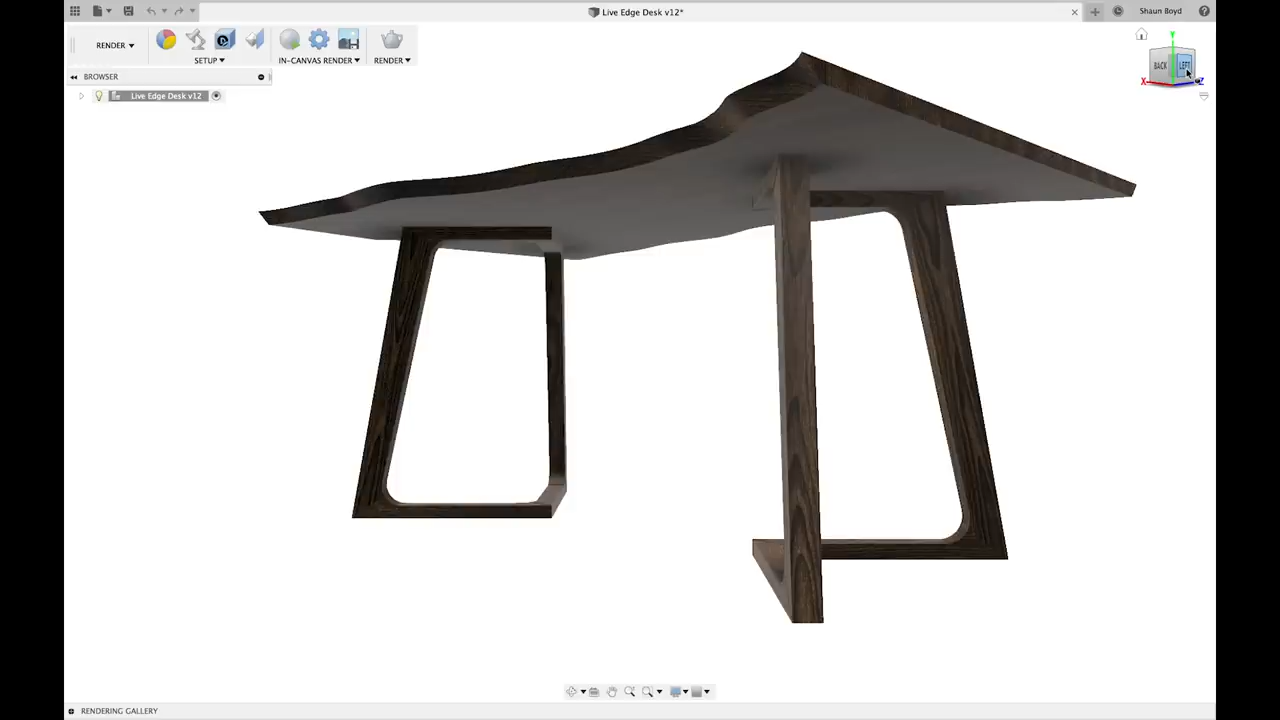 Live Edge Desk v12*
Shaun Boyd
RENDER
SETUP
IN-CANVAS RENDER
RENDER
BROWSER
Live Edge Desk v12
Y
BACK
LEFT
X
Z
RENDERING GALLERY